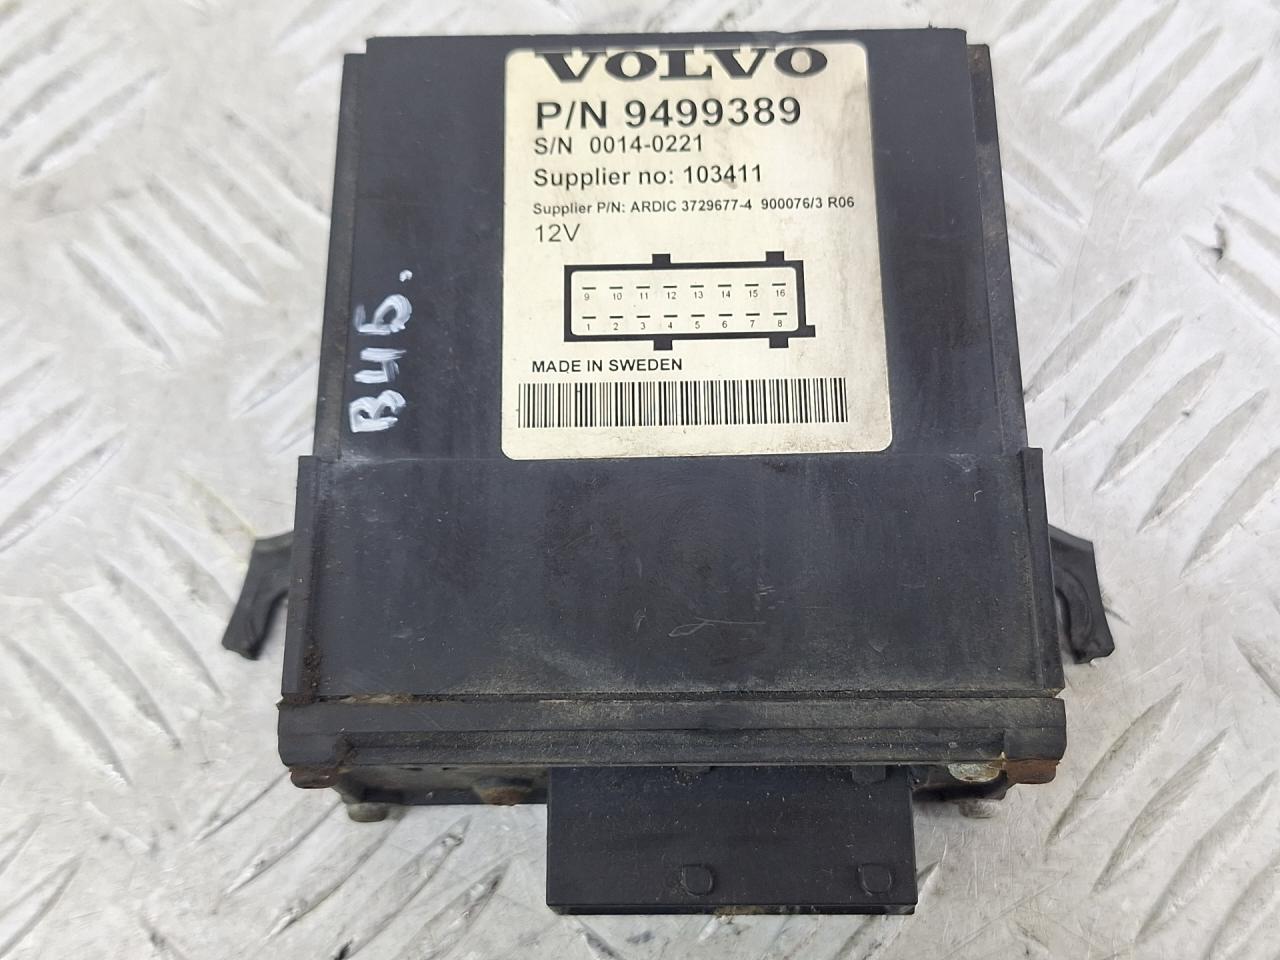 VOLVO
P/N 9499389
S/N 0014-0221
Supplier no: 103411
Supplier P/N: ARDIC 3729677-4 900076/3 R06
12V
9 10 11 12 13 14 15 16
1 2 3 4 5 6 7 8
MADE IN SWEDEN
В4Б.